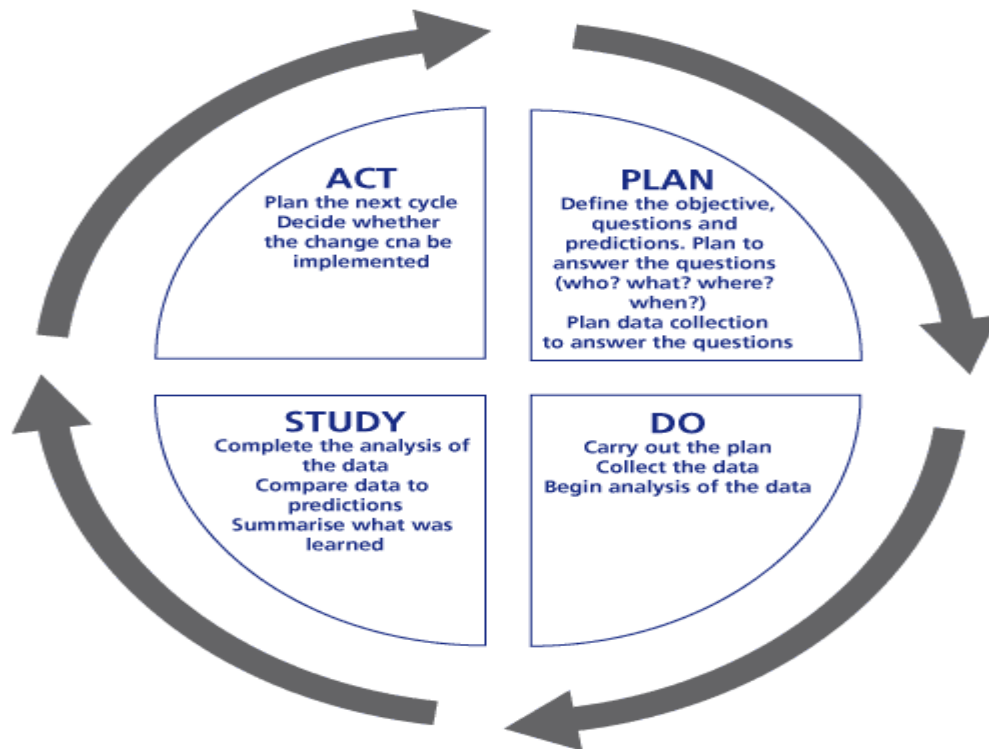 ACT
Plan the next cycle
Decide whether
the change cna be
implemented
PLAN
Define the objective,
questions and
predictions. Plan to
answer the questions
(who? what? where?
when?)
Plan data collection
to answer the questions
STUDY
Complete the analysis of
the data
Compare data to
predictions
Summarise what was
learned
DO
Carry out the plan
Collect the data
Begin analysis of the data